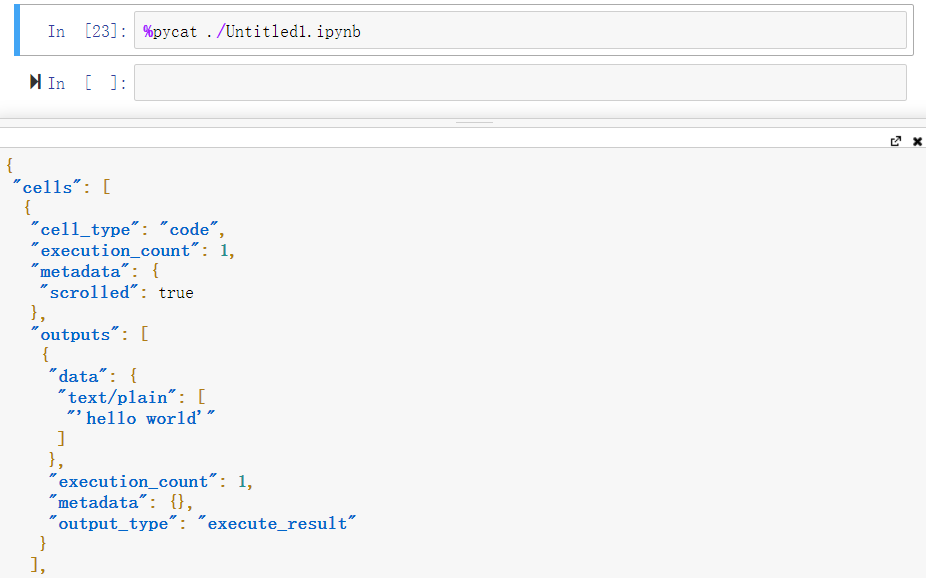 In [23]: %pycat ./Untitled1.ipynb
In [ ]:
{
 "cells": [
  {
   "cell_type": "code",
   "execution_count": 1,
   "metadata": {
    "scrolled": true
   },
   "outputs": [
    {
     "data": {
      "text/plain": [
       "'hello world'"
      ]
     },
     "execution_count": 1,
     "metadata": {},
     "output_type": "execute_result"
    }
   ],